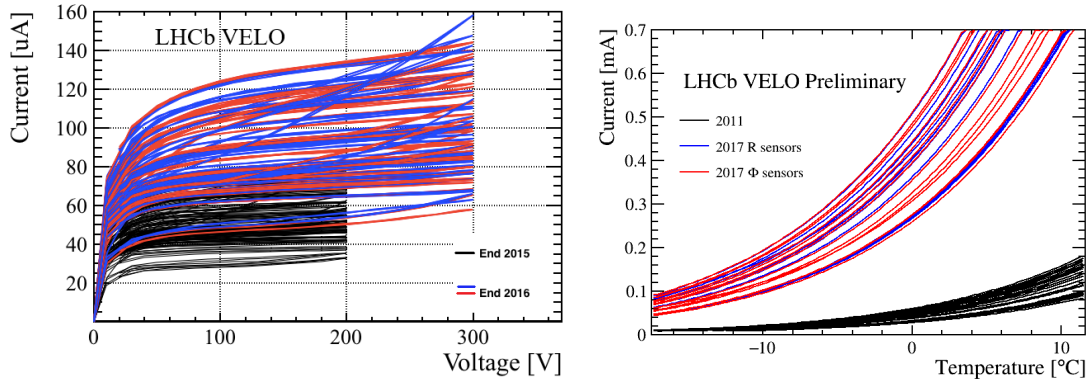 160
140
120
100
80
60
40
20
0
100
200
300
Current [uA]
Voltage [V]
LHCb VELO
End 2015
End 2016
0.7
0.6
0.5
0.4
0.3
0.2
0.1
0
−10
0
10
Current [mA]
Temperature [°C]
LHCb VELO Preliminary
2011
2017 R sensors
2017 Φ sensors